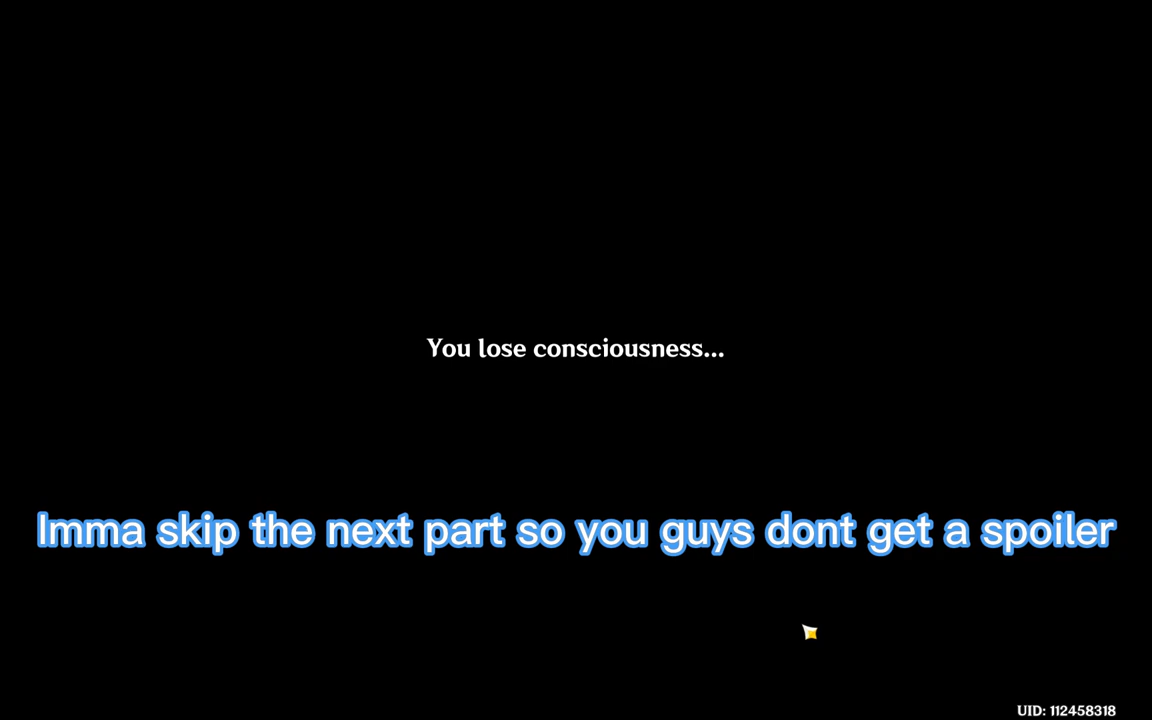 You lose consciousness...
Imma skip the next part so you guys dont get a spoiler
UID: 112458318